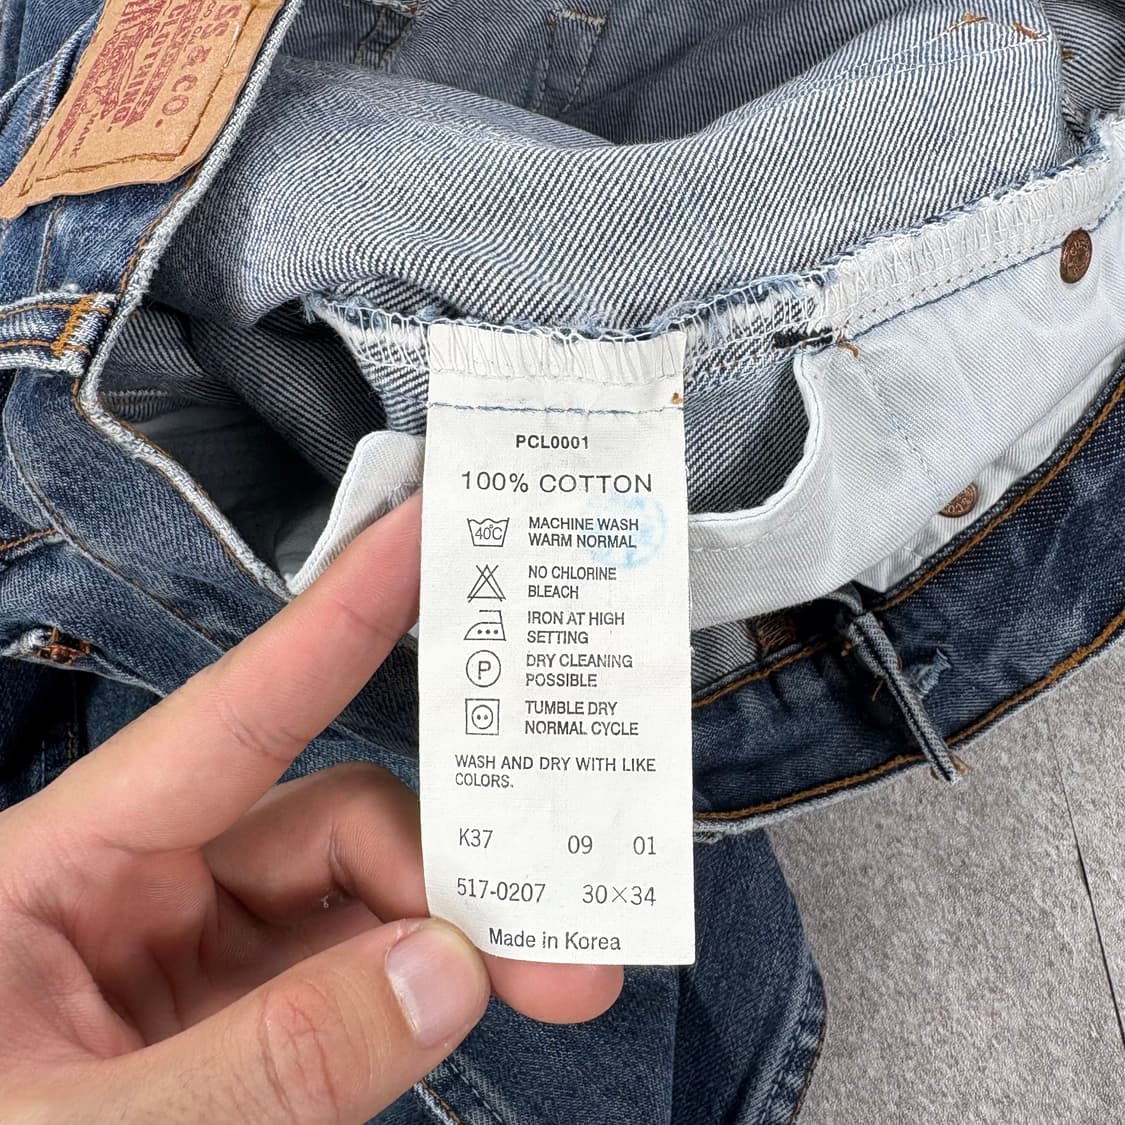 & CO.
CLOTHING
PCL0001
100% COTTON
40℃
MACHINE WASH
WARM NORMAL
NO CHLORINE
BLEACH
IRON AT HIGH
SETTING
P
DRY CLEANING
POSSIBLE
TUMBLE DRY
NORMAL CYCLE
WASH AND DRY WITH LIKE
COLORS.
K37 09 01
517-0207 30×34
Made in Korea